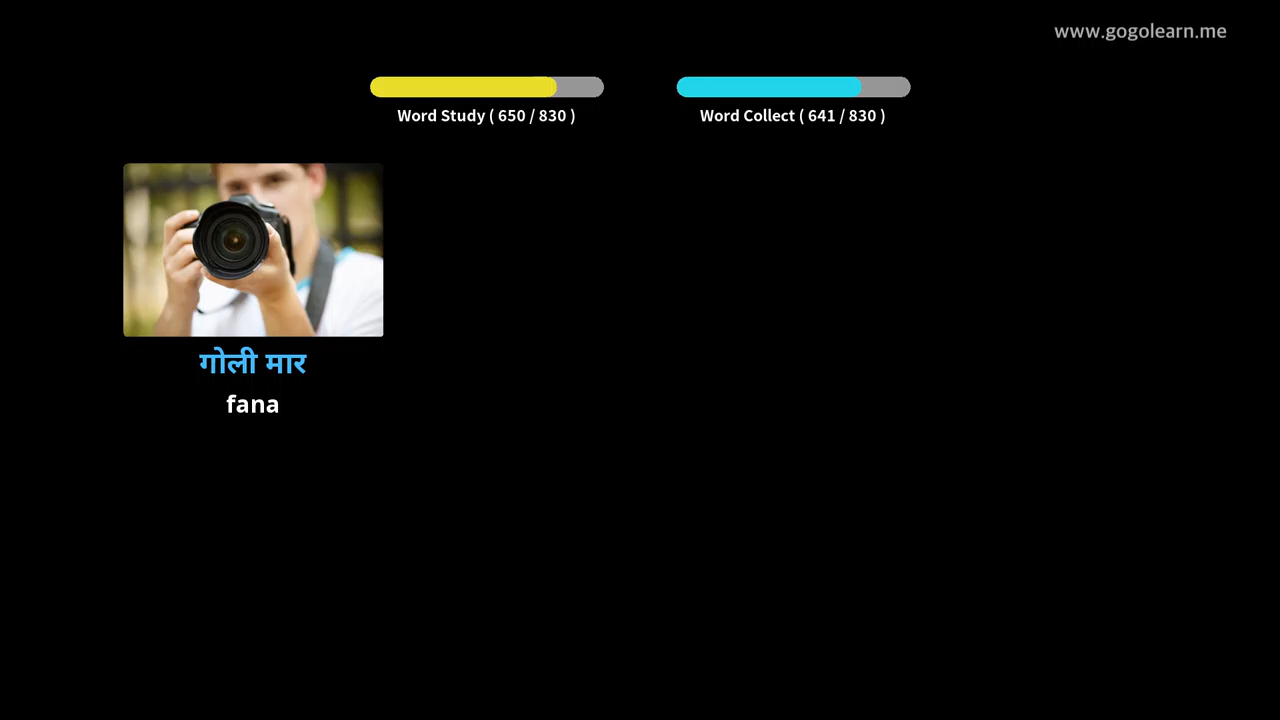 www.gogolearn.me
Word Study ( 650 / 830 )
Word Collect ( 641 / 830 )
गोली मार
fana